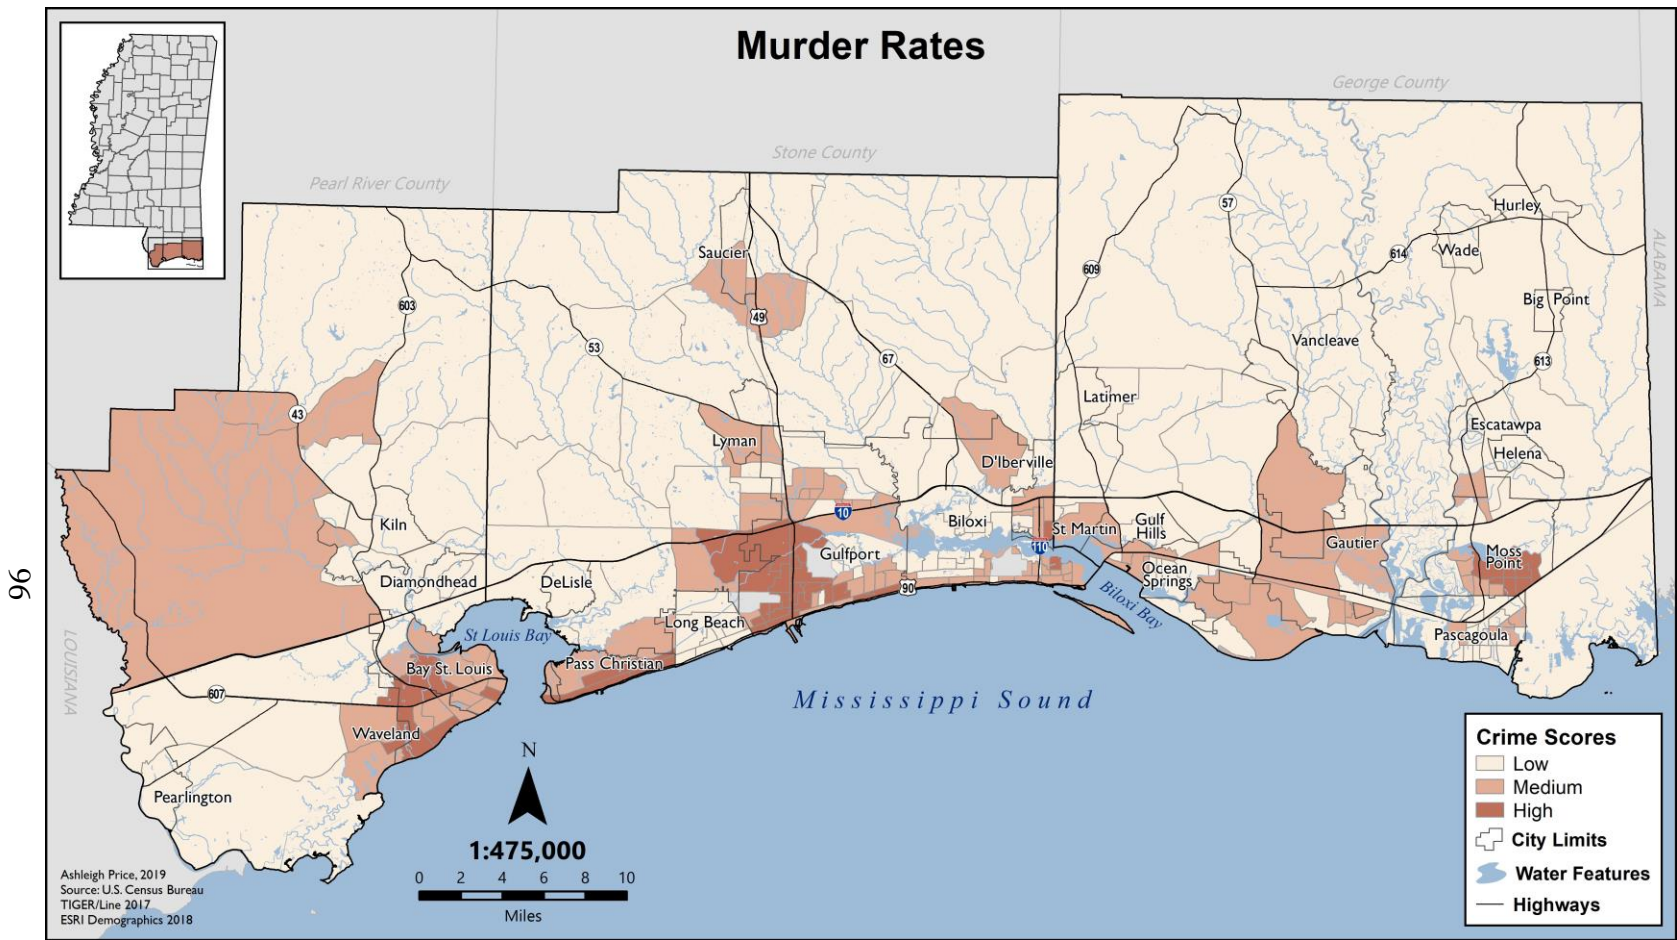 Murder Rates
George County
Stone County
Pearl River County
ALABAMA
LOUISIANA
Hurley
57
614
Wade
Saucier
609
603
Big Point
49
53
Vancleave
67
613
Latimer
43
Escatawpa
Lyman
Helena
D'Iberville
10
Kiln
Biloxi
St Martin
Gulf
Hills
Gulfport
110
Gautier
Moss
Point
Diamondhead
DeLisle
Ocean
Springs
90
Biloxi Bay
Long Beach
St Louis Bay
Pascagoula
Bay St. Louis
Pass Christian
607
Mississippi Sound
Waveland
Pearlington
N
1:475,000
0 2 4 6 8 10
Miles
Ashleigh Price, 2019
Source: U.S. Census Bureau
TIGER/Line 2017
ESRI Demographics 2018
Crime Scores
Low
Medium
High
City Limits
Water Features
Highways
96